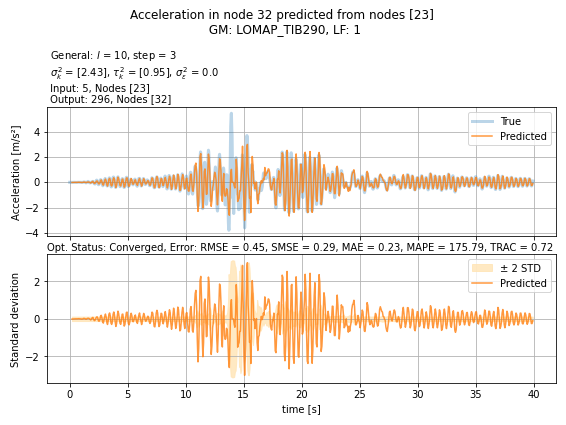 Acceleration in node 32 predicted from nodes [23]
GM: LOMAP_TIB290, LF: 1
General: l = 10, step = 3
σ²ₖ = [2.43], τ²ₖ = [0.95], σ²ε = 0.0
Input: 5, Nodes [23]
Output: 296, Nodes [32]
Acceleration [m/s²]
4
2
0
−2
−4
True
Predicted
Opt. Status: Converged, Error: RMSE = 0.45, SMSE = 0.29, MAE = 0.23, MAPE = 175.79, TRAC = 0.72
Standard deviation
2
0
−2
± 2 STD
Predicted
0 5 10 15 20 25 30 35 40
time [s]